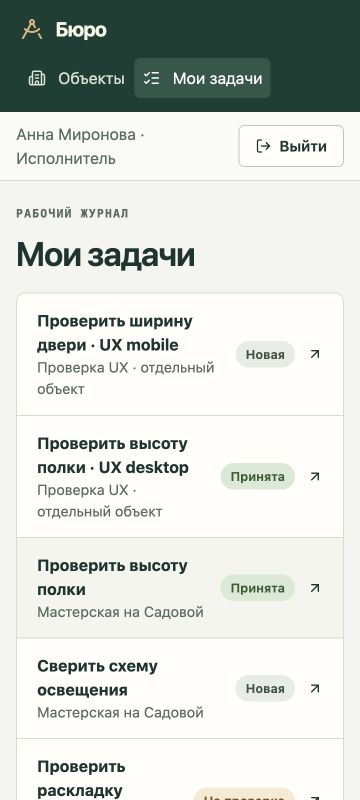 Бюро
Объекты
Мои задачи
Анна Миронова ·
Исполнитель
Выйти
РАБОЧИЙ ЖУРНАЛ
Мои задачи
Проверить ширину
двери · UX mobile
Проверка UX · отдельный
объект
Новая
Проверить высоту
полки · UX desktop
Проверка UX ·
отдельный объект
Принята
Проверить высоту
полки
Мастерская на Садовой
Принята
Сверить схему
освещения
Мастерская на Садовой
Новая
Проверить
раскладку
На проверке